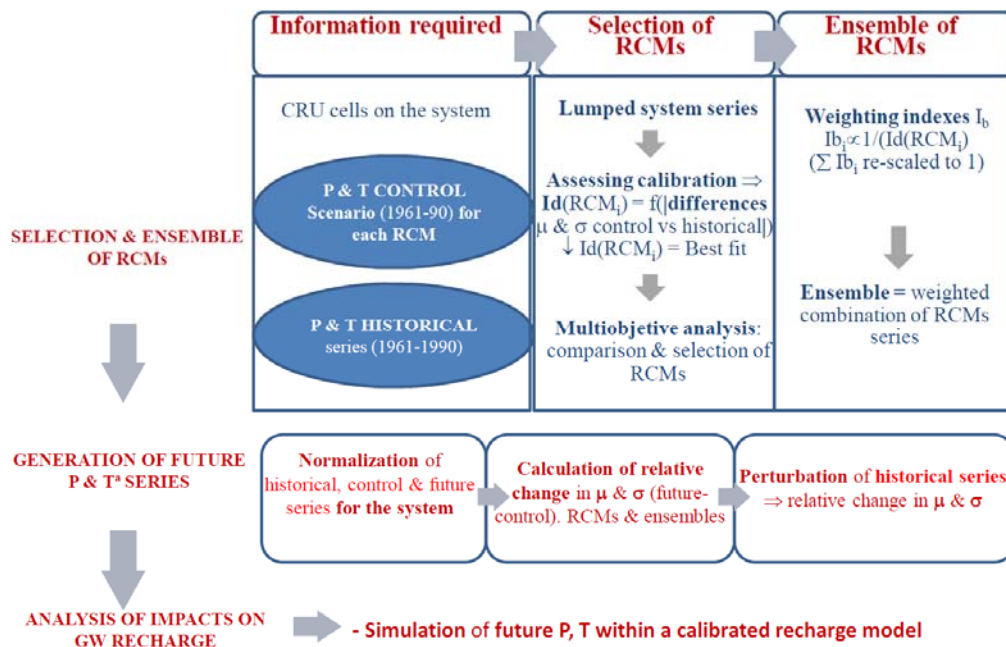 Information required
Selection of
RCMs
Ensemble of
RCMs
SELECTION & ENSEMBLE
OF RCMs
CRU cells on the system
P & T CONTROL
Scenario (1961-90) for
each RCM
P & T HISTORICAL
series (1961-1990)
Lumped system series
Assessing calibration ⇒
Id(RCMi) = f(|differences
μ & σ control vs historical|)
↓ Id(RCMi) = Best fit
Multiobjetive analysis:
comparison & selection of
RCMs
Weighting indexes Ib
Ibi∝1/(Id(RCMi)
(∑ Ibi re-scaled to 1)
Ensemble = weighted
combination of RCMs
series
GENERATION OF FUTURE
P & Tª SERIES
Normalization of
historical, control & future
series for the system
Calculation of relative
change in μ & σ (future-
control). RCMs & ensembles
Perturbation of historical series
⇒ relative change in μ & σ
ANALYSIS OF IMPACTS ON
GW RECHARGE
- Simulation of future P, T within a calibrated recharge model